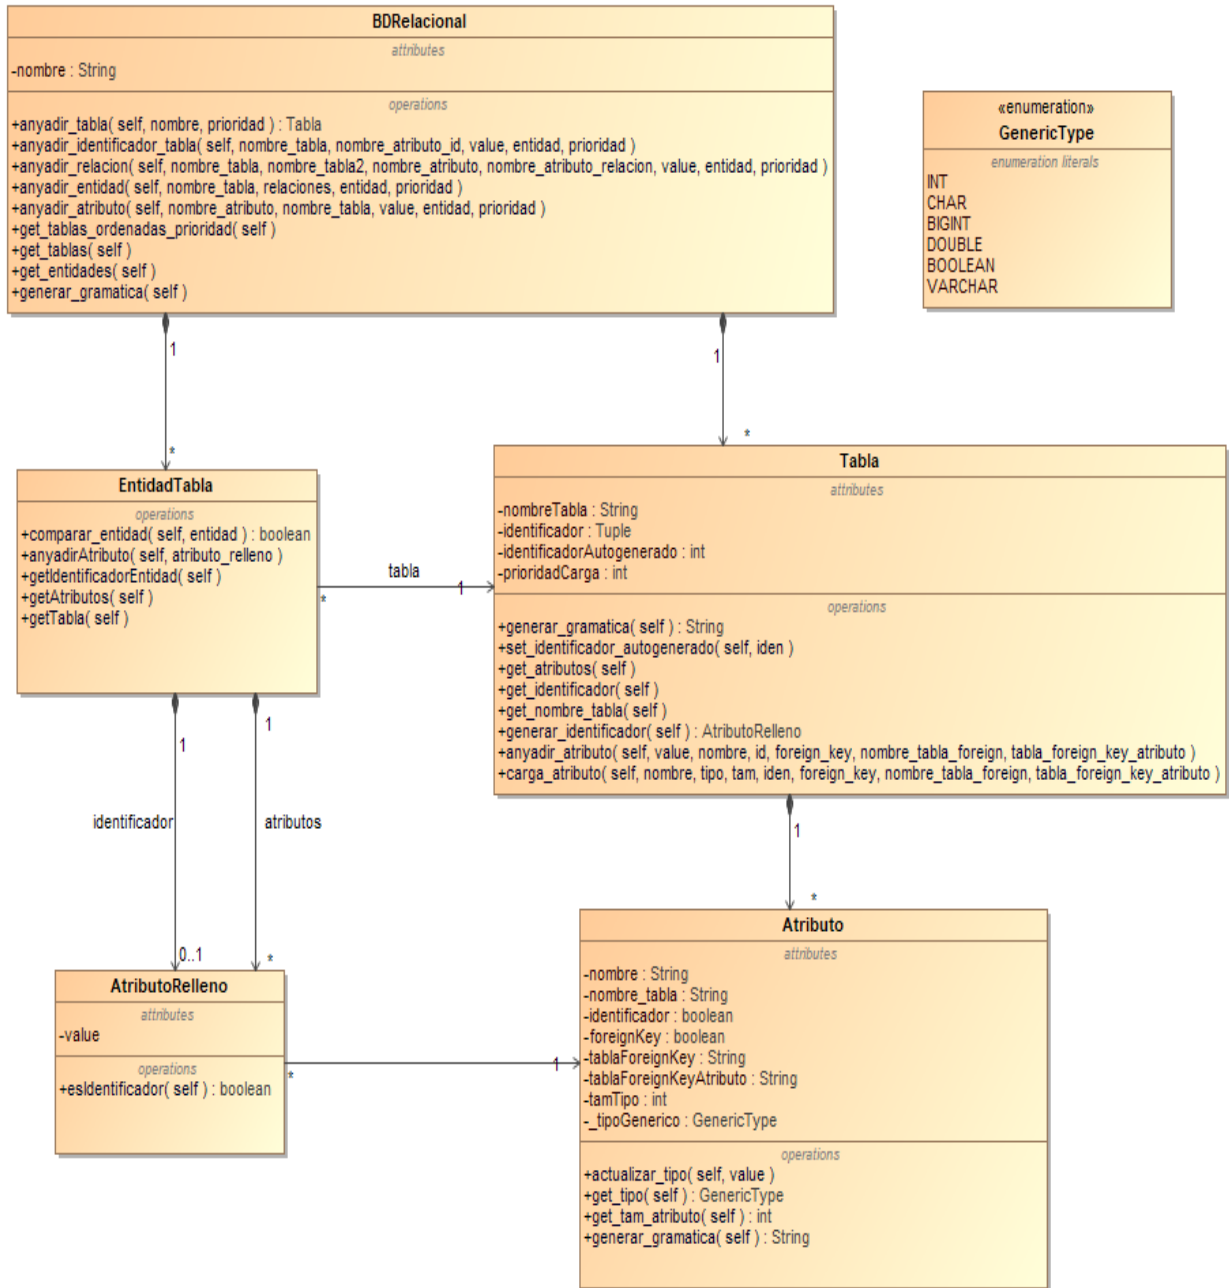 BDRelacional
attributes
-nombre : String
operations
+anyadir_tabla( self, nombre, prioridad ) : Tabla
+anyadir_identificador_tabla( self, nombre_tabla, nombre_atributo_id, value, entidad, prioridad )
+anyadir_relacion( self, nombre_tabla, nombre_tabla2, nombre_atributo, nombre_atributo_relacion, value, entidad, prioridad )
+anyadir_entidad( self, nombre_tabla, relaciones, entidad, prioridad )
+anyadir_atributo( self, nombre_atributo, nombre_tabla, value, entidad, prioridad )
+get_tablas_ordenadas_prioridad( self )
+get_tablas( self )
+get_entidades( self )
+generar_gramatica( self )
«enumeration»
GenericType
enumeration literals
INT
CHAR
BIGINT
DOUBLE
BOOLEAN
VARCHAR
1
1
*
*
EntidadTabla
operations
+comparar_entidad( self, entidad ) : boolean
+anyadirAtributo( self, atributo_relleno )
+getIdentificadorEntidad( self )
+getAtributos( self )
+getTabla( self )
tabla
*
1
Tabla
attributes
-nombreTabla : String
-identificador : Tuple
-identificadorAutogenerado : int
-prioridadCarga : int
operations
+generar_gramatica( self ) : String
+set_identificador_autogenerado( self, iden )
+get_atributos( self )
+get_identificador( self )
+get_nombre_tabla( self )
+generar_identificador( self ) : AtributoRelleno
+anyadir_atributo( self, value, nombre, id, foreign_key, nombre_tabla_foreign, tabla_foreign_key_atributo )
+carga_atributo( self, nombre, tipo, tam, iden, foreign_key, nombre_tabla_foreign, tabla_foreign_key_atributo )
1
1
identificador
atributos
0..1
*
1
*
AtributoRelleno
attributes
-value
operations
+esIdentificador( self ) : boolean
*
1
Atributo
attributes
-nombre : String
-nombre_tabla : String
-identificador : boolean
-foreignKey : boolean
-tablaForeignKey : String
-tablaForeignKeyAtributo : String
-tamTipo : int
-_tipoGenerico : GenericType
operations
+actualizar_tipo( self, value )
+get_tipo( self ) : GenericType
+get_tam_atributo( self ) : int
+generar_gramatica( self ) : String